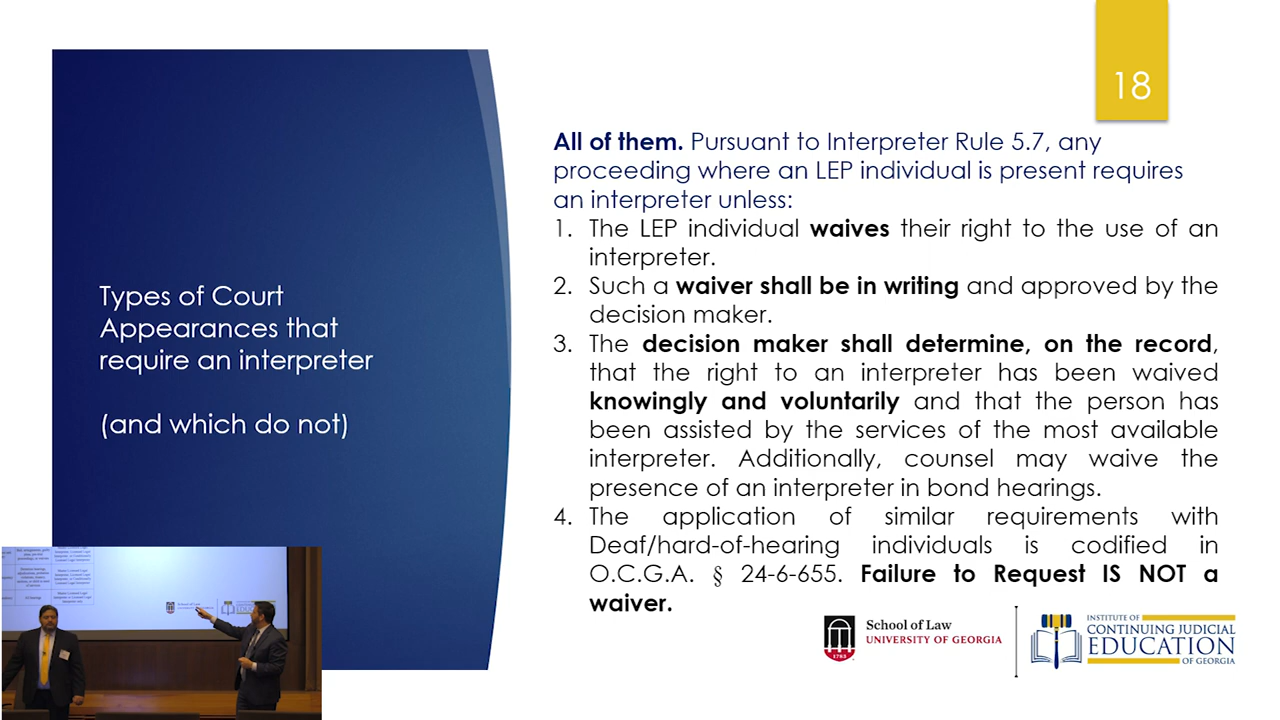 18
Types of Court
Appearances that
require an interpreter
(and which do not)
All of them. Pursuant to Interpreter Rule 5.7, any
proceeding where an LEP individual is present requires
an interpreter unless:
1. The LEP individual waives their right to the use of an
interpreter.
2. Such a waiver shall be in writing and approved by the
decision maker.
3. The decision maker shall determine, on the record,
that the right to an interpreter has been waived
knowingly and voluntarily and that the person has
been assisted by the services of the most available
interpreter. Additionally, counsel may waive the
presence of an interpreter in bond hearings.
4. The application of similar requirements with
Deaf/hard-of-hearing individuals is codified in
O.C.G.A. § 24-6-655. Failure to Request IS NOT a
waiver.
1785
School of Law
UNIVERSITY OF GEORGIA
INSTITUTE OF
CONTINUING JUDICIAL
EDUCATION
OF GEORGIA